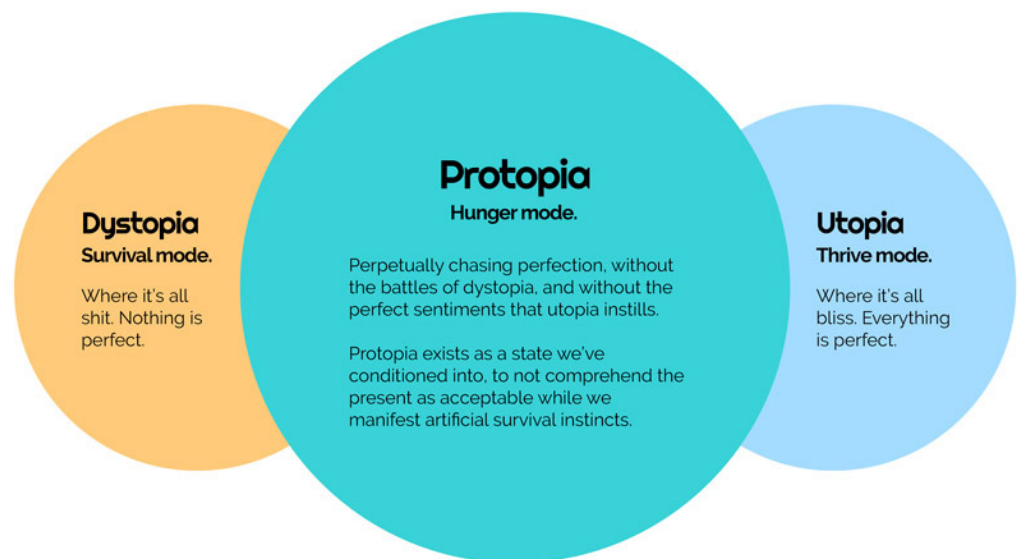 Dystopia
Survival mode.
Where it's all
shit. Nothing is
perfect.
Protopia
Hunger mode.
Perpetually chasing perfection, without
the battles of dystopia, and without the
perfect sentiments that utopia instills.
Protopia exists as a state we've
conditioned into, to not comprehend the
present as acceptable while we
manifest artificial survival instincts.
Utopia
Thrive mode.
Where it's all
bliss. Everything
is perfect.